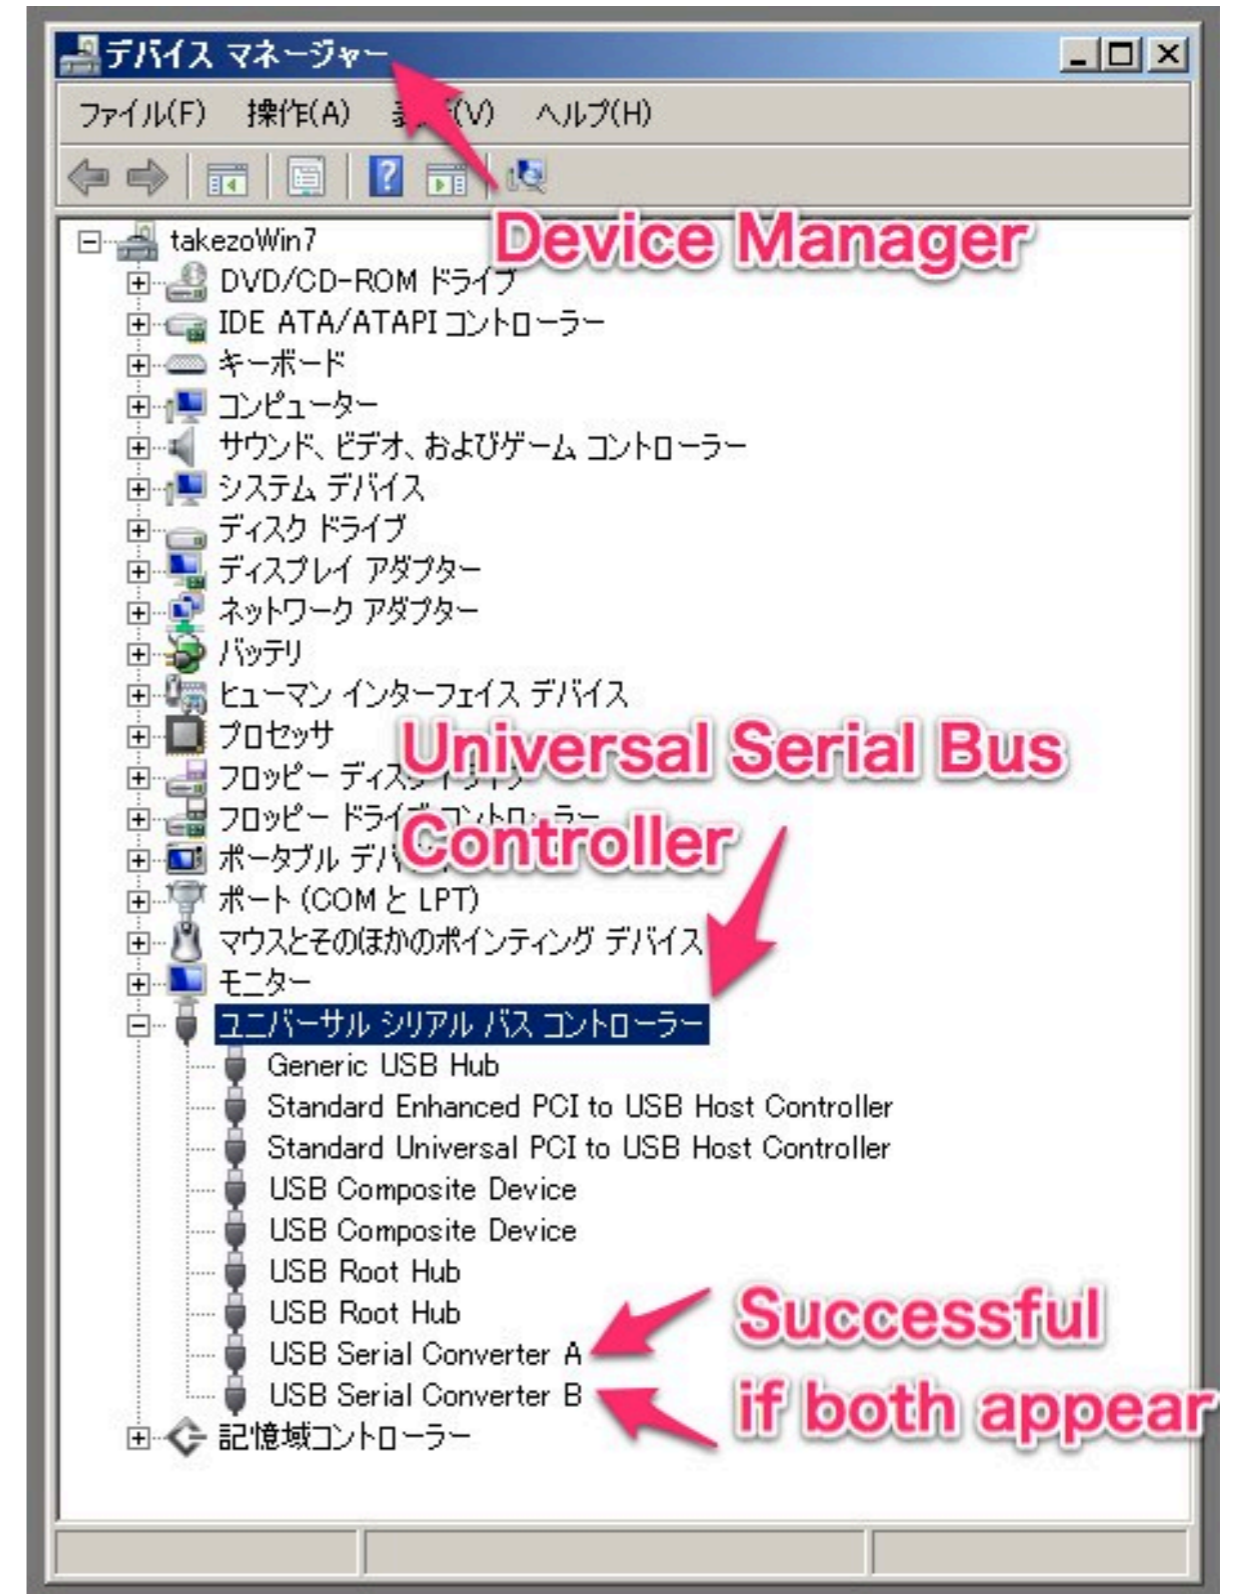 デバイス マネージャー
ファイル(F) 操作(A) (V) ヘルプ(H)
Device Manager
takezoWin7
DVD/CD-ROM ドライブ
IDE ATA/ATAPI コントローラー
キーボード
コンピューター
サウンド、ビデオ、およびゲーム コントローラー
システム デバイス
ディスク ドライブ
ディスプレイ アダプター
ネットワーク アダプター
バッテリ
ヒューマン インターフェイス デバイス
プロセッサ
Universal Serial Bus
フロッピー
フロッピー
Controller
ポータブル
ポート (COM と LPT)
マウスとそのほかのポインティング デバイス
モニター
ユニバーサル シリアル バス コントローラー
Generic USB Hub
Standard Enhanced PCI to USB Host Controller
Standard Universal PCI to USB Host Controller
USB Composite Device
USB Composite Device
USB Root Hub
USB Root Hub
Successful
USB Serial Converter A
USB Serial Converter B
if both appear
記憶域コントローラー